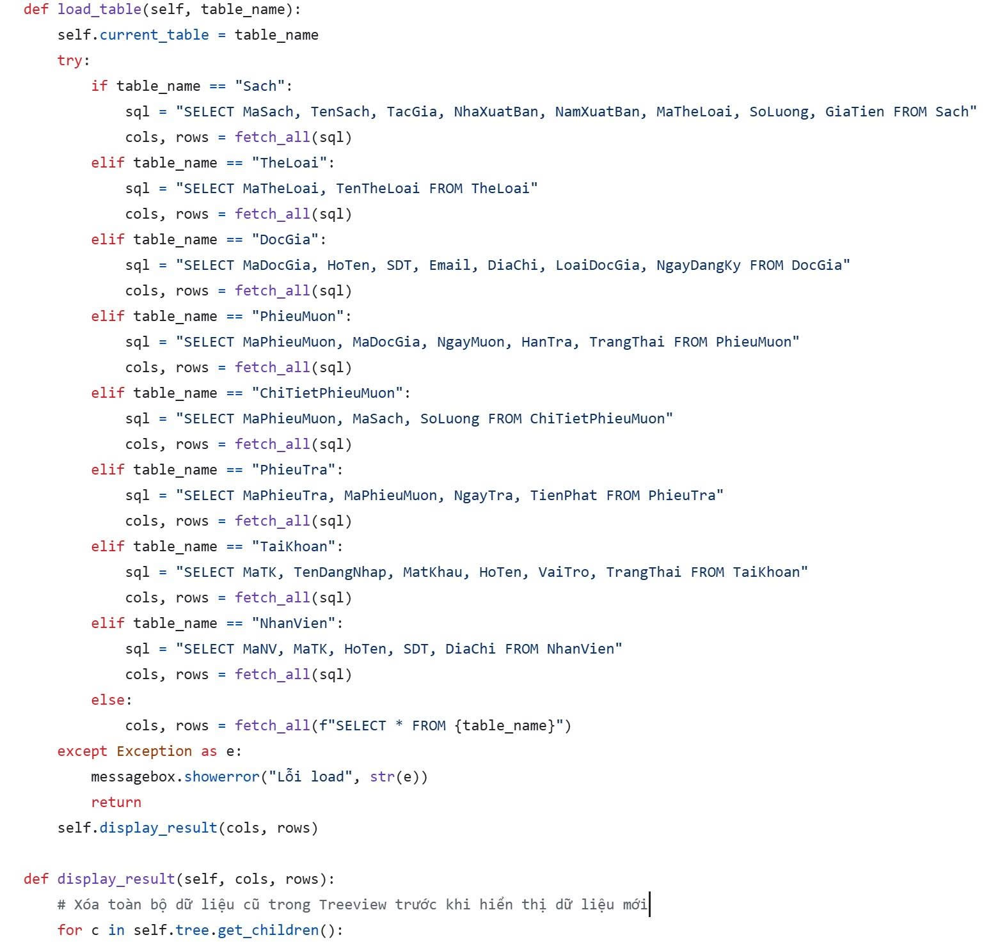 def load_table(self, table_name):
    self.current_table = table_name
    try:
        if table_name == "Sach":
            sql = "SELECT MaSach, TenSach, TacGia, NhaXuatBan, NamXuatBan, MaTheLoai, SoLuong, GiaTien FROM Sach"
            cols, rows = fetch_all(sql)
        elif table_name == "TheLoai":
            sql = "SELECT MaTheLoai, TenTheLoai FROM TheLoai"
            cols, rows = fetch_all(sql)
        elif table_name == "DocGia":
            sql = "SELECT MaDocGia, HoTen, SDT, Email, DiaChi, LoaiDocGia, NgayDangKy FROM DocGia"
            cols, rows = fetch_all(sql)
        elif table_name == "PhieuMuon":
            sql = "SELECT MaPhieuMuon, MaDocGia, NgayMuon, HanTra, TrangThai FROM PhieuMuon"
            cols, rows = fetch_all(sql)
        elif table_name == "ChiTietPhieuMuon":
            sql = "SELECT MaPhieuMuon, MaSach, SoLuong FROM ChiTietPhieuMuon"
            cols, rows = fetch_all(sql)
        elif table_name == "PhieuTra":
            sql = "SELECT MaPhieuTra, MaPhieuMuon, NgayTra, TienPhat FROM PhieuTra"
            cols, rows = fetch_all(sql)
        elif table_name == "TaiKhoan":
            sql = "SELECT MaTK, TenDangNhap, MatKhau, HoTen, VaiTro, TrangThai FROM TaiKhoan"
            cols, rows = fetch_all(sql)
        elif table_name == "NhanVien":
            sql = "SELECT MaNV, MaTK, HoTen, SDT, DiaChi FROM NhanVien"
            cols, rows = fetch_all(sql)
        else:
            cols, rows = fetch_all(f"SELECT * FROM {table_name}")
    except Exception as e:
        messagebox.showerror("Lỗi load", str(e))
        return
    self.display_result(cols, rows)

def display_result(self, cols, rows):
    # Xóa toàn bộ dữ liệu cũ trong Treeview trước khi hiển thị dữ liệu mới
    for c in self.tree.get_children():